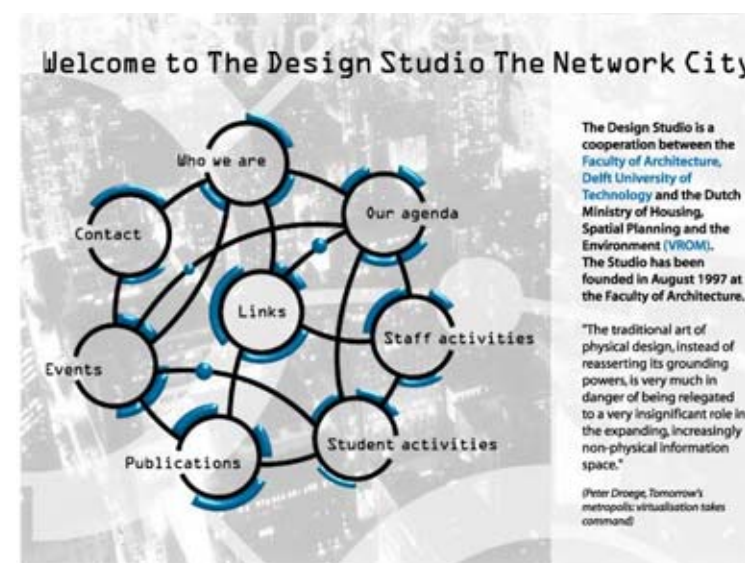 Welcome to The Design Studio The Network City
Who we are
Our agenda
Contact
Links
Staff activities
Events
Student activities
Publications
The Design Studio is a
cooperation between the
Faculty of Architecture,
Delft University of
Technology and the Dutch
Ministry of Housing,
Spatial Planning and the
Environment (VROM).
The Studio has been
founded in August 1997 at
the Faculty of Architecture.
"The traditional art of
physical design, instead of
reasserting its grounding
powers, is very much in
danger of being relegated
to a very insignificant role in
the expanding, increasingly
non-physical information
space."
(Peter Droege, Tomorrow's
metropolis: virtualisation takes
command)